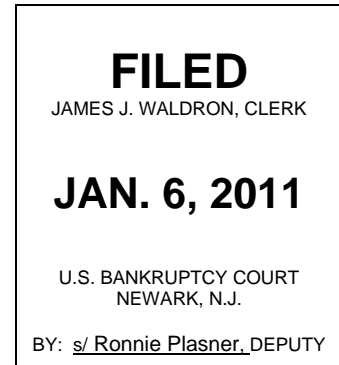 FILED
JAMES J. WALDRON, CLERK
JAN. 6, 2011
U.S. BANKRUPTCY COURT
NEWARK, N.J.
BY: s/ Ronnie Plasner, DEPUTY